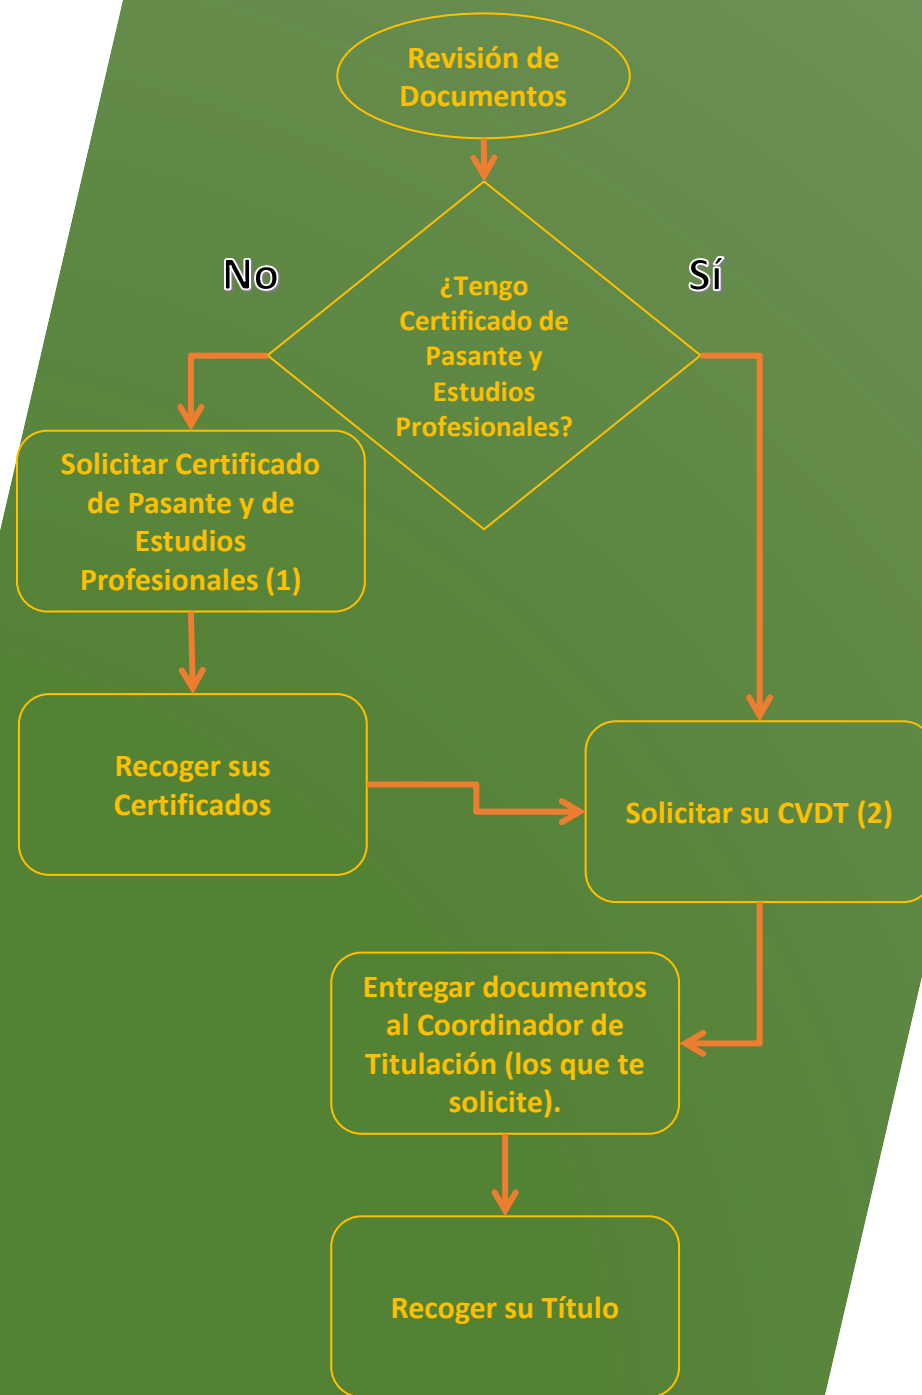 Revisión de
Documentos
No
Sí
¿Tengo
Certificado de
Pasante y
Estudios
Profesionales?
Solicitar Certificado
de Pasante y de
Estudios
Profesionales (1)
Recoger sus
Certificados
Solicitar su CVDT (2)
Entregar documentos
al Coordinador de
Titulación (los que te
solicite).
Recoger su Título